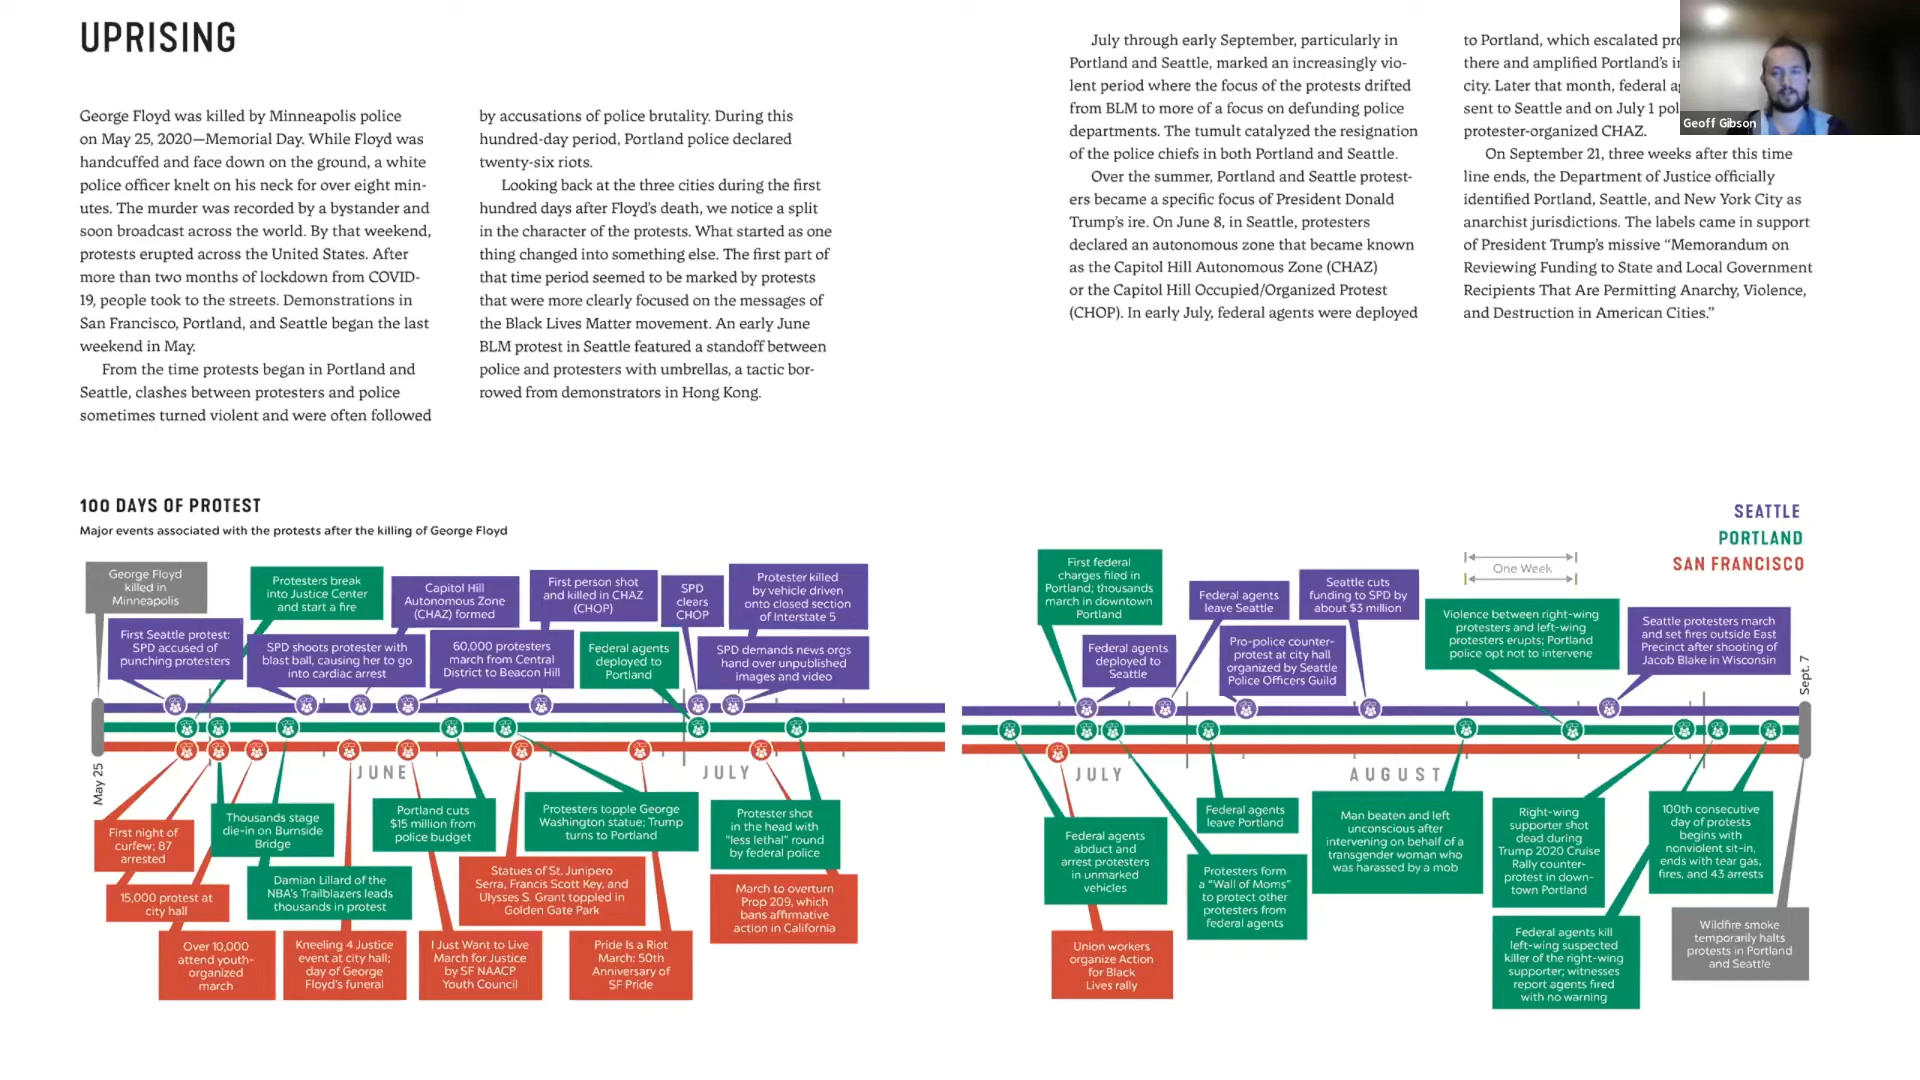 UPRISING
George Floyd was killed by Minneapolis police
on May 25, 2020—Memorial Day. While Floyd was
handcuffed and face down on the ground, a white
police officer knelt on his neck for over eight min-
utes. The murder was recorded by a bystander and
soon broadcast across the world. By that weekend,
protests erupted across the United States. After
more than two months of lockdown from COVID-
19, people took to the streets. Demonstrations in
San Francisco, Portland, and Seattle began the last
weekend in May.
From the time protests began in Portland and
Seattle, clashes between protesters and police
sometimes turned violent and were often followed
by accusations of police brutality. During this
hundred-day period, Portland police declared
twenty-six riots.
Looking back at the three cities during the first
hundred days after Floyd's death, we notice a split
in the character of the protests. What started as one
thing changed into something else. The first part of
that time period seemed to be marked by protests
that were more clearly focused on the messages of
the Black Lives Matter movement. An early June
BLM protest in Seattle featured a standoff between
police and protesters with umbrellas, a tactic bor-
rowed from demonstrators in Hong Kong.
July through early September, particularly in
Portland and Seattle, marked an increasingly vio-
lent period where the focus of the protests drifted
from BLM to more of a focus on defunding police
departments. The tumult catalyzed the resignation
of the police chiefs in both Portland and Seattle.
Over the summer, Portland and Seattle protest-
ers became a specific focus of President Donald
Trump's ire. On June 8, in Seattle, protesters
declared an autonomous zone that became known
as the Capitol Hill Autonomous Zone (CHAZ)
or the Capitol Hill Occupied/Organized Protest
(CHOP). In early July, federal agents were deployed
to Portland, which escalated
there and amplified Portland's
city. Later that month, federal
sent to Seattle and on July 1
protester-organized CHAZ.
On September 21, three weeks after this time
line ends, the Department of Justice officially
identified Portland, Seattle, and New York City as
anarchist jurisdictions. The labels came in support
of President Trump's missive “Memorandum on
Reviewing Funding to State and Local Government
Recipients That Are Permitting Anarchy, Violence,
and Destruction in American Cities.”
Geoff Gibson
100 DAYS OF PROTEST
Major events associated with the protests after the killing of George Floyd
SEATTLE
PORTLAND
SAN FRANCISCO
One Week
George Floyd
killed in
Minneapolis
Protesters break
into Justice Center
and start a fire
Capitol Hill
Autonomous Zone
(CHAZ) formed
First person shot
and killed in CHAZ
(CHOP)
SPD
clears
CHOP
Protester killed
by vehicle driven
onto closed section
of Interstate 5
First Seattle protest:
SPD accused of
punching protesters
SPD shoots protester with
blast ball, causing her to go
into cardiac arrest
60,000 protesters
march from Central
District to Beacon Hill
Federal agents
deployed to
Portland
SPD demands news orgs
hand over unpublished
images and video
May 25
JUNE
JULY
First night of
curfew; 87
arrested
Thousands stage
die-in on Burnside
Bridge
Portland cuts
$15 million from
police budget
Protesters topple George
Washington statue; Trump
turns to Portland
Protester shot
in the head with
“less lethal” round
by federal police
15,000 protest at
city hall
Damian Lillard of the
NBA's Trailblazers leads
thousands in protest
Statues of St. Junipero
Serra, Francis Scott Key, and
Ulysses S. Grant toppled in
Golden Gate Park
March to overturn
Prop 209, which
bans affirmative
action in California
Over 10,000
attend youth-
organized
march
Kneeling 4 Justice
event at city hall;
day of George
Floyd's funeral
I Just Want to Live
March for Justice
by SF NAACP
Youth Council
Pride Is a Riot
March: 50th
Anniversary of
SF Pride
First federal
charges filed in
Portland; thousands
march in downtown
Portland
Federal agents
leave Seattle
Seattle cuts
funding to SPD by
about $3 million
Violence between right-wing
protesters and left-wing
protesters erupts; Portland
police opt not to intervene
Seattle protesters march
and set fires outside East
Precinct after shooting of
Jacob Blake in Wisconsin
Federal agents
deployed to
Seattle
Pro-police counter-
protest at city hall
organized by Seattle
Police Officers Guild
Sept. 7
JULY
AUGUST
Federal agents
abduct and
arrest protesters
in unmarked
vehicles
Federal agents
leave Portland
Man beaten and left
unconscious after
intervening on behalf of a
transgender woman who
was harassed by a mob
Right-wing
supporter shot
dead during
Trump 2020 Cruise
Rally counter-
protest in down-
town Portland
100th consecutive
day of protests
begins with
nonviolent sit-in,
ends with tear gas,
fires, and 43 arrests
Protesters form
a “Wall of Moms”
to protect other
protesters from
federal agents
Union workers
organize Action
for Black
Lives rally
Federal agents kill
left-wing suspected
killer of the right-wing
supporter; witnesses
report agents fired
with no warning
Wildfire smoke
temporarily halts
protests in Portland
and Seattle